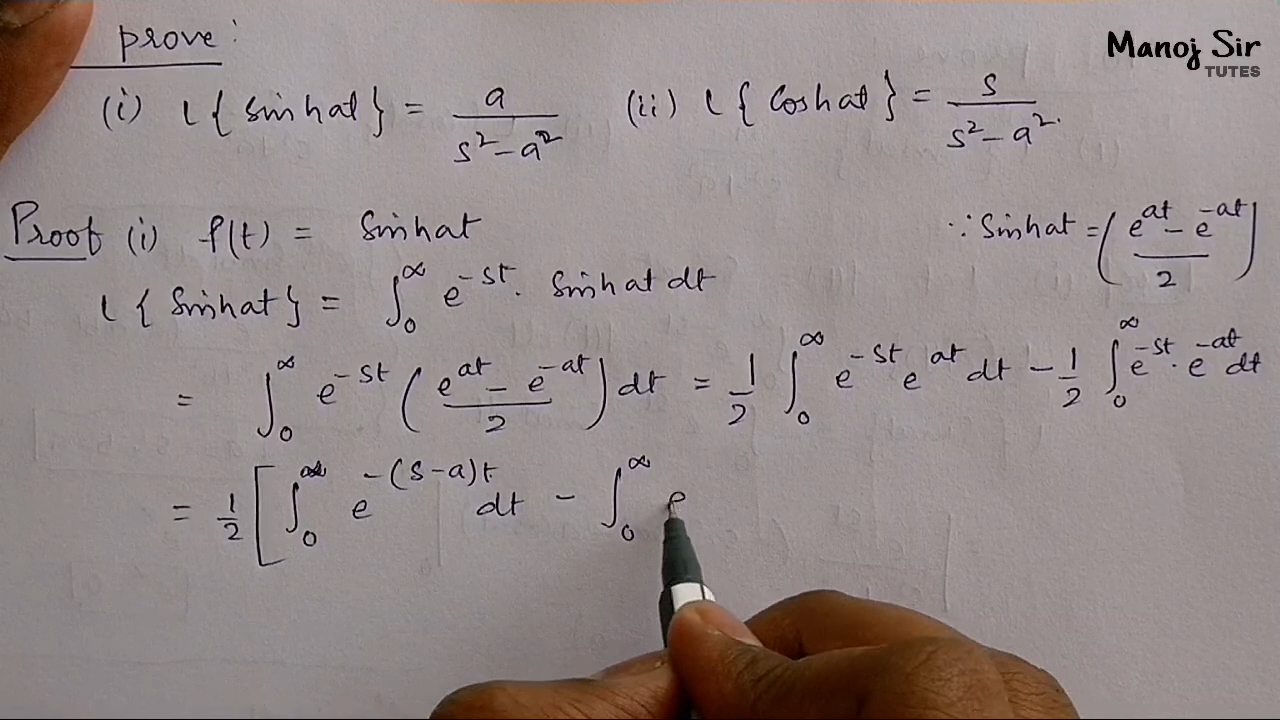 prove:
Manoj Sir
TUTES
(i) L{sinhat} = a/(s²-a²) (ii) L{Coshat} = s/(s²-a²).
Proof (i) f(t) = Sinhat ∵ Sinhat = ((e^at - e^-at)/2)
L{Sinhat} = ∫₀^∞ e^-st. Sinhat dt
= ∫₀^∞ e^-st ((e^at - e^-at)/2) dt = 1/2 ∫₀^∞ e^-st e^at dt - 1/2 ∫₀^∞ e^-st . e^-at dt
= 1/2 [∫₀^∞ e^-(s-a)t dt - ∫₀^∞ e